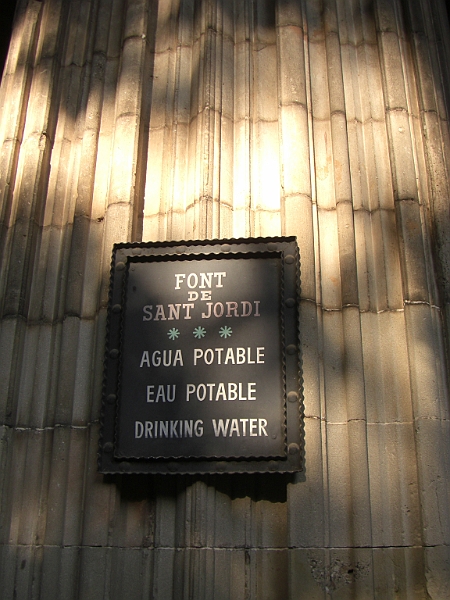 FONT
DE
SANT JORDI
* * *
AGUA POTABLE
EAU POTABLE
DRINKING WATER